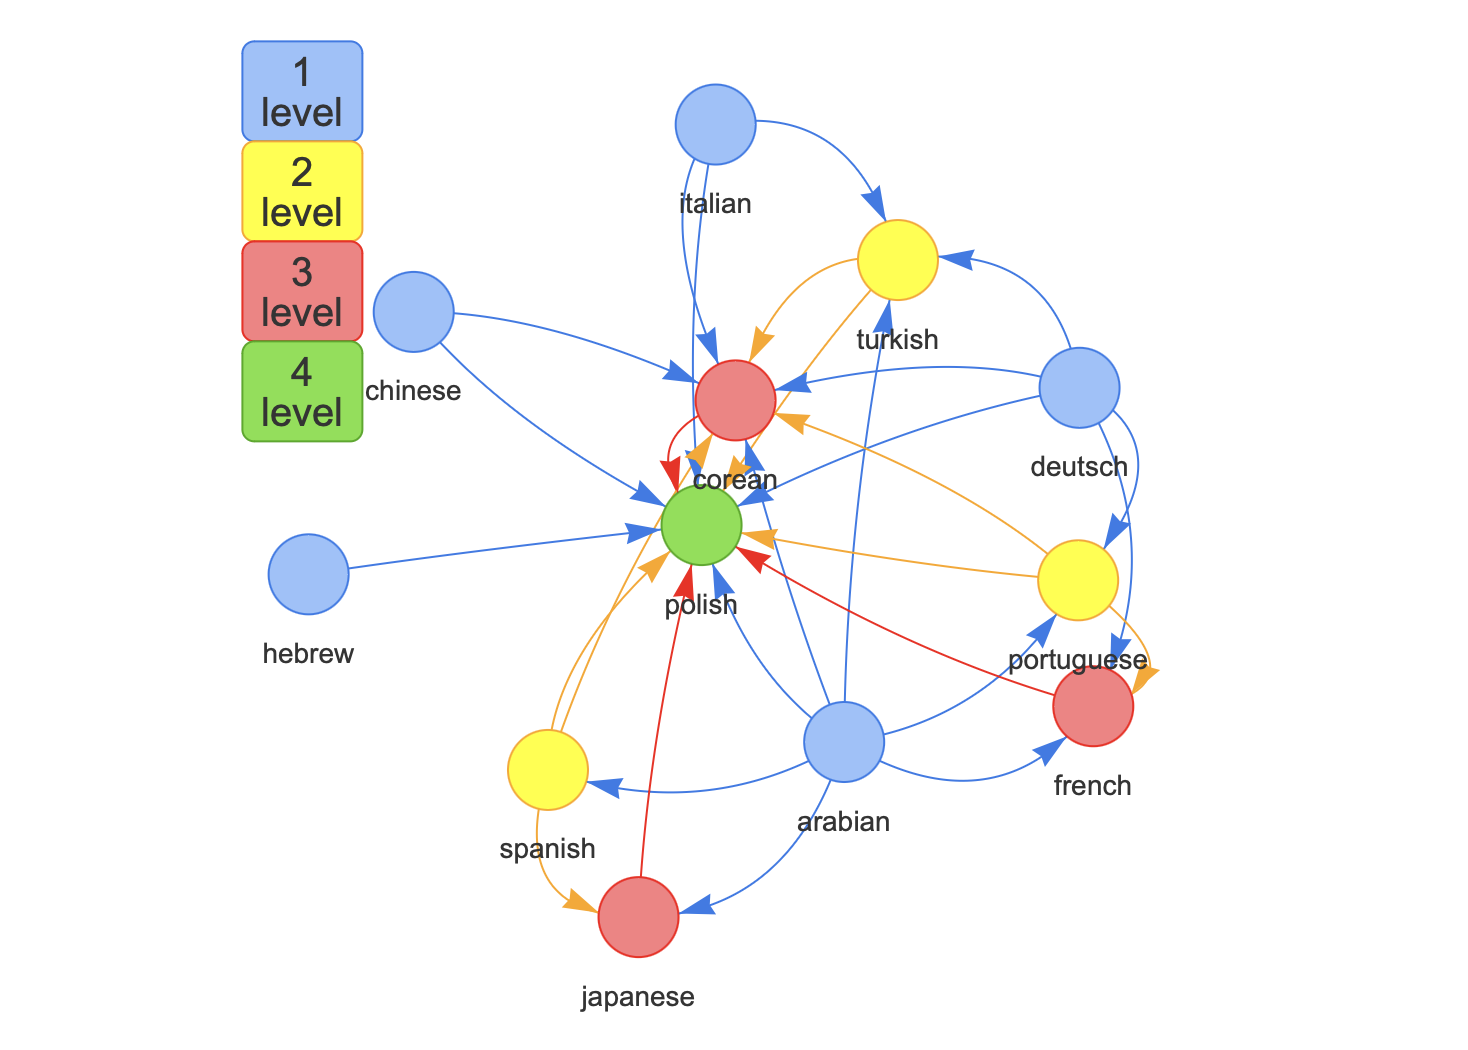 1
level
2
level
3
level
4
level
italian
turkish
chinese
deutsch
corean
polish
hebrew
portuguese
french
arabian
spanish
japanese